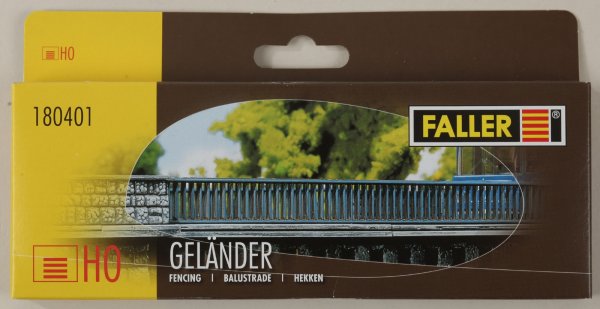 HO
180401
FALLER
®
HO
GELÄNDER
FENCING | BALUSTRADE | HEKKEN